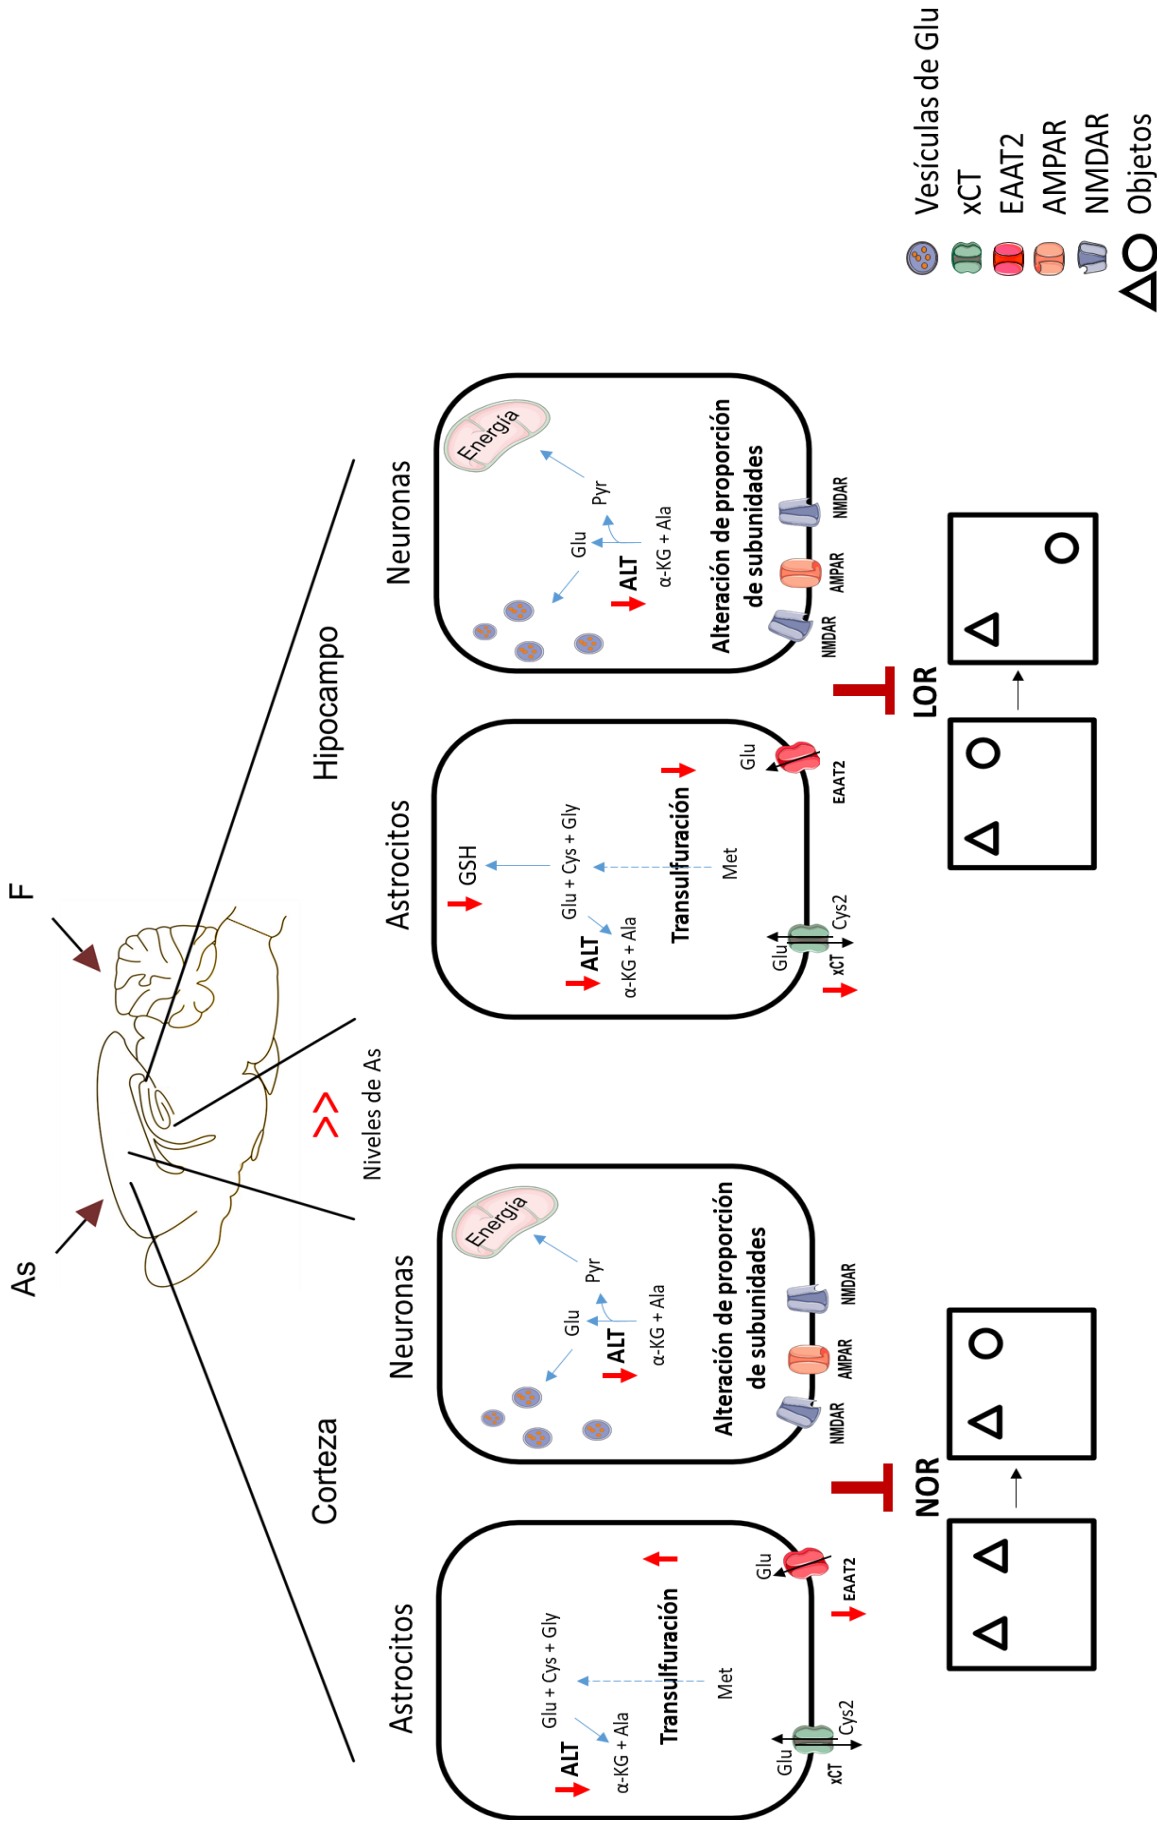 As
F
Corteza
Hipocampo
>>
Niveles de As
Astrocitos
ALT
Glu + Cys + Gly
α-KG + Ala
Transulfuración
Met
Glu
xCT
Cys2
Glu
EAAT2
Neuronas
Energía
Glu
Pyr
ALT
α-KG + Ala
Alteración de proporción
de subunidades
NMDAR
AMPAR
NMDAR
NOR
Astrocitos
GSH
Glu + Cys + Gly
ALT
α-KG + Ala
Transulfuración
Met
Glu
xCT
Cys2
Glu
EAAT2
Neuronas
Energía
Glu
Pyr
ALT
α-KG + Ala
Alteración de proporción
de subunidades
NMDAR
AMPAR
NMDAR
LOR
Vesículas de Glu
xCT
EAAT2
AMPAR
NMDAR
Objetos